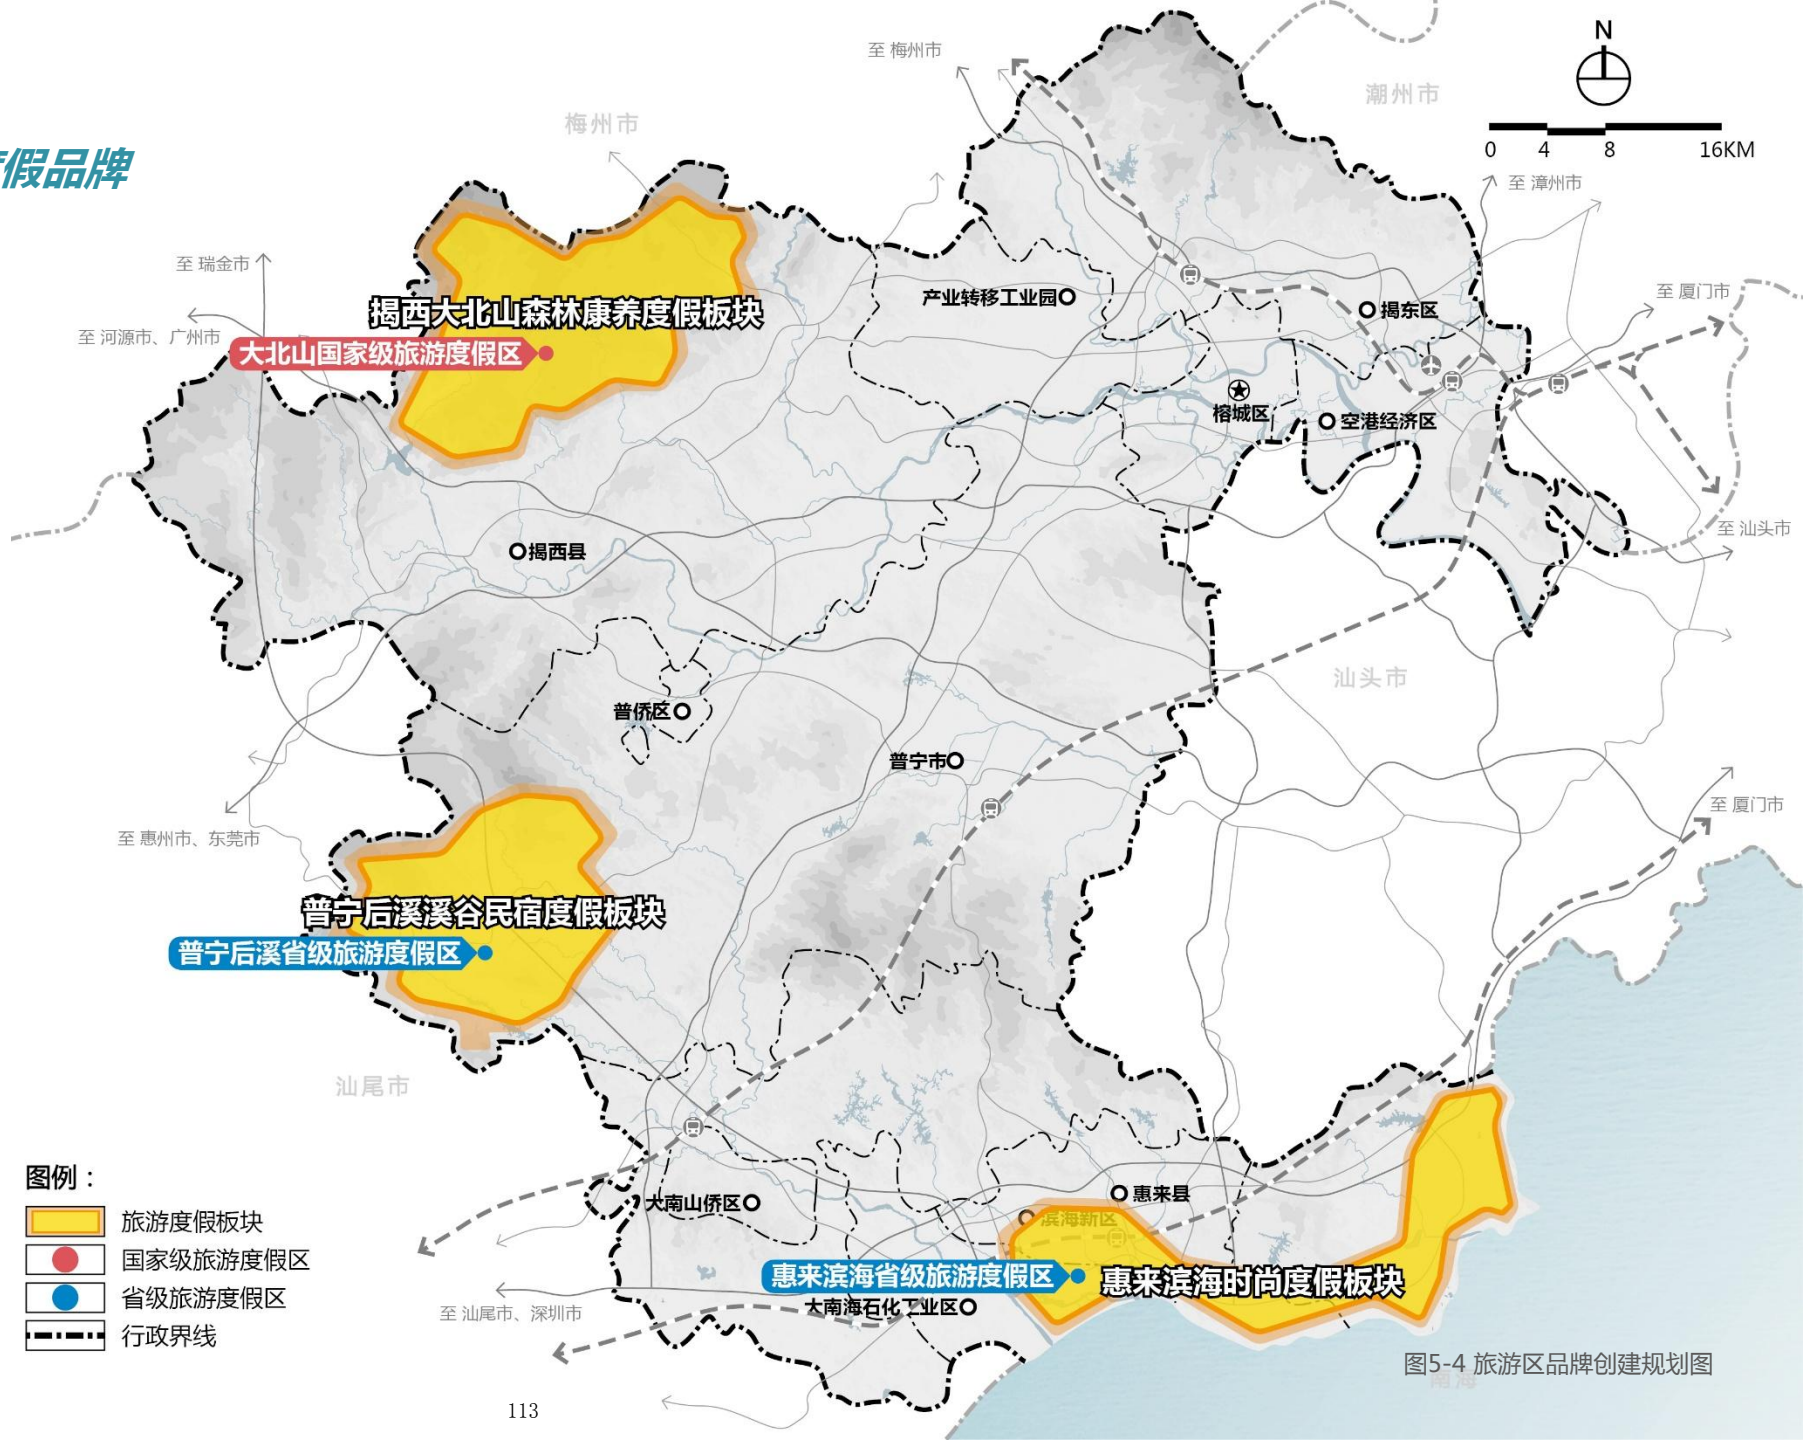 假品牌
N
0 4 8 16KM
至 梅州市
潮州市
梅州市
至 漳州市
至 瑞金市
至 厦门市
产业转移工业园
揭东区
揭西大北山森林康养度假板块
至 河源市、广州市
大北山国家级旅游度假区
榕城区
空港经济区
至 汕头市
揭西县
汕头市
普侨区
普宁市
至 厦门市
至 惠州市、东莞市
普宁后溪溪谷民宿度假板块
普宁后溪省级旅游度假区
汕尾市
图例：
旅游度假板块
国家级旅游度假区
省级旅游度假区
行政界线
大南山侨区
惠来县
滨海新区
惠来滨海省级旅游度假区
惠来滨海时尚度假板块
大南海石化工业区
至 汕尾市、深圳市
图5-4 旅游区品牌创建规划图
南海
113